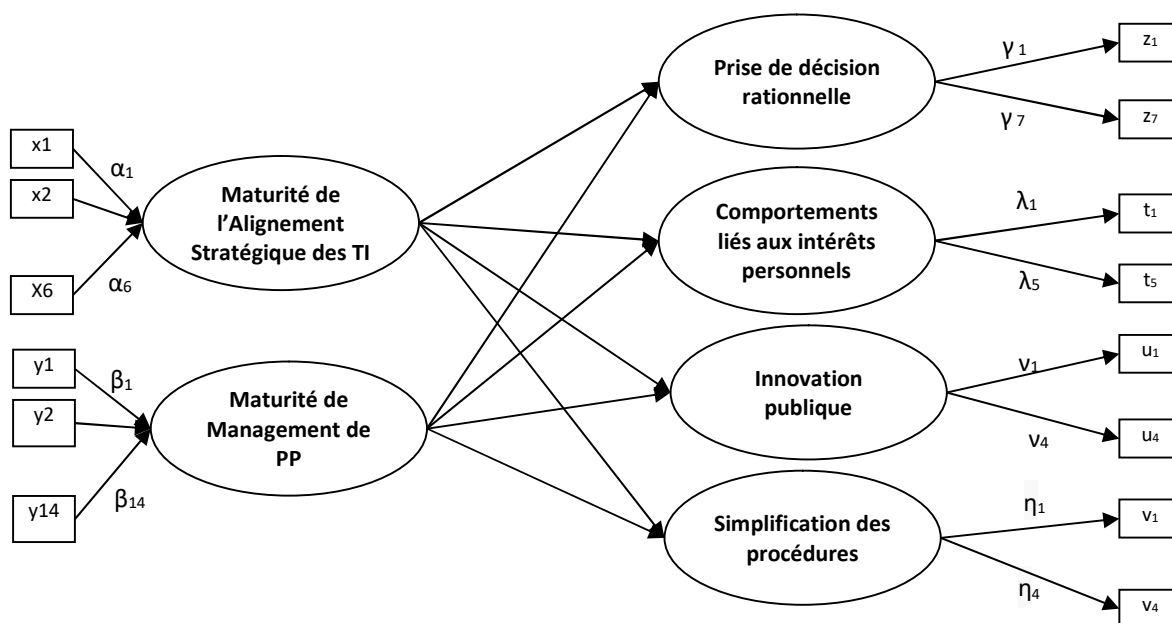 x1
x2
X6
α1
α6
Maturité de
l’Alignement
Stratégique des TI
y1
y2
y14
β1
β14
Maturité de
Management de
PP
Prise de décision
rationnelle
γ 1
γ 7
z1
z7
Comportements
liés aux intérêts
personnels
λ1
λ5
t1
t5
Innovation
publique
ν1
ν4
u1
u4
Simplification des
procédures
η1
η4
v1
v4